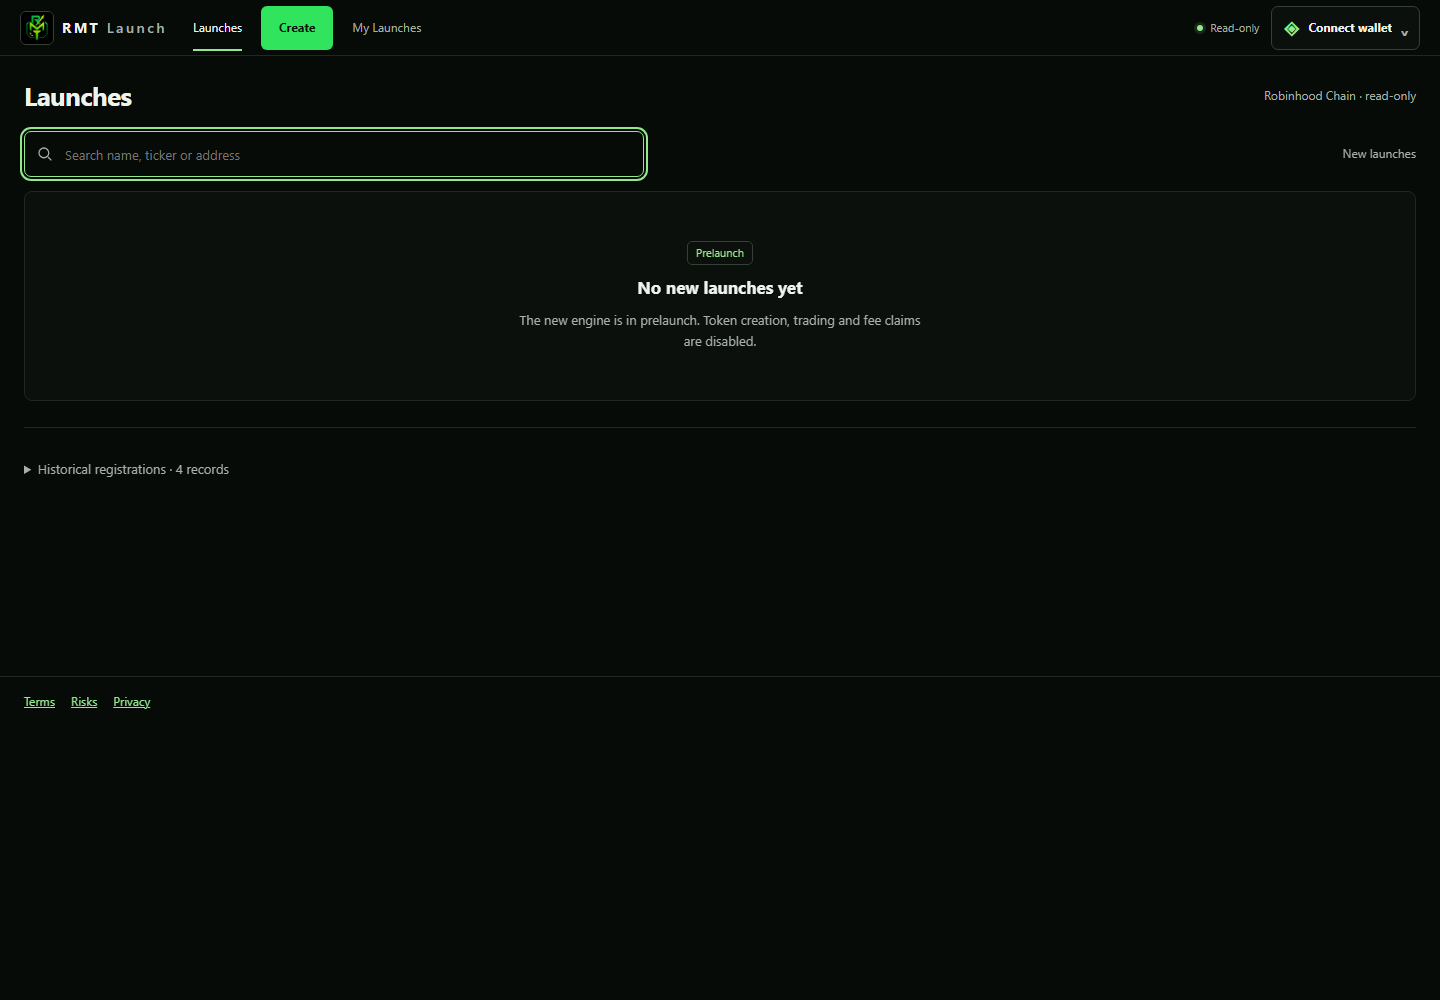 RMT Launch
Launches
Create
My Launches
Read-only
Connect wallet
Launches
Robinhood Chain · read-only
Search name, ticker or address
New launches
Prelaunch
No new launches yet
The new engine is in prelaunch. Token creation, trading and fee claims
are disabled.
Historical registrations · 4 records
Terms
Risks
Privacy